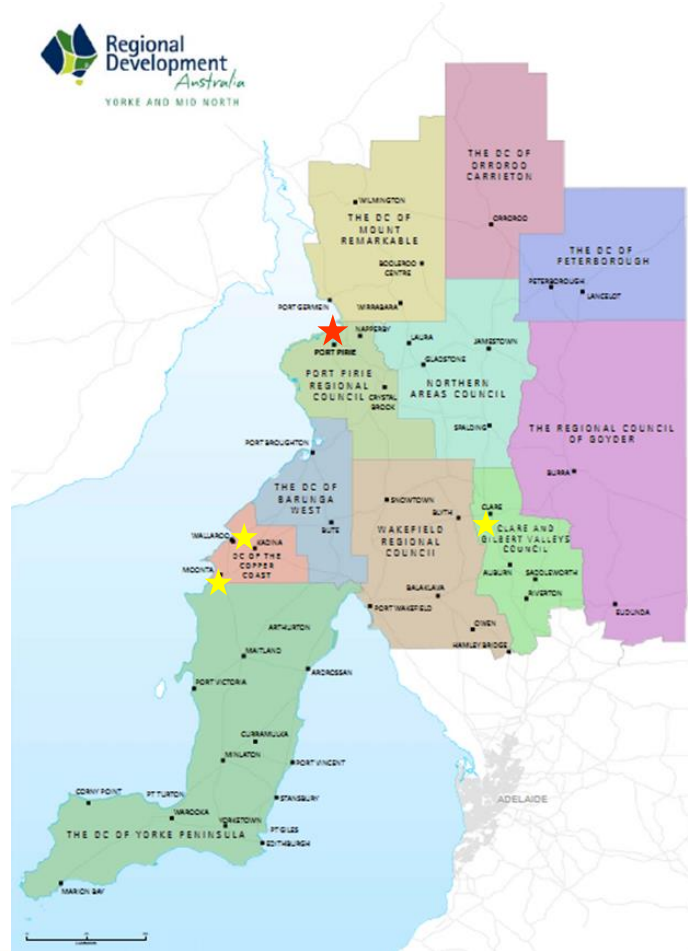 Regional
Development
Australia
YORKE AND MID NORTH
THE DC OF
ORROROO
CARRIETON
WILMINGTON
THE DC OF
MOUNT
REMARKABLE
ORROROO
THE DC OF
PETERBOROUGH
BOOLEROO
CENTRE
PETERBOROUGH
LANCELOT
PORT GERMEIN
WIRRABARA
NAPPERBY
LAURA
JAMESTOWN
PORT PIRIE
GLADSTONE
PORT PIRIE
REGIONAL
COUNCIL
CRYSTAL
BROOK
NORTHERN
AREAS COUNCIL
SPALDING
THE REGIONAL COUNCIL
OF GOYDER
PORT BROUGHTON
BURRA
THE DC OF
BARUNGA
WEST
SNOWTOWN
CLARE
BLYTH
BUTE
WAKEFIELD
REGIONAL
COUNCIL
CLARE AND
GILBERT VALLEYS
COUNCIL
WALLAROO
KADINA
DC OF THE
COPPER
COAST
MOONTA
AUBURN
SADDLEWORTH
RIVERTON
BALAKLAVA
PORT WAKEFIELD
EUDUNDA
OWEN
HAMLEY BRIDGE
ARTHURTON
MAITLAND
ARDROSSAN
PORT VICTORIA
CURRAMULKA
MINLATON
PORT VINCENT
CORNY POINT
PT TURTON
STANSBURY
ADELAIDE
WAROOKA
YORKETOWN
THE DC OF YORKE PENINSULA
PT GILES
EDITHBURGH
MARION BAY